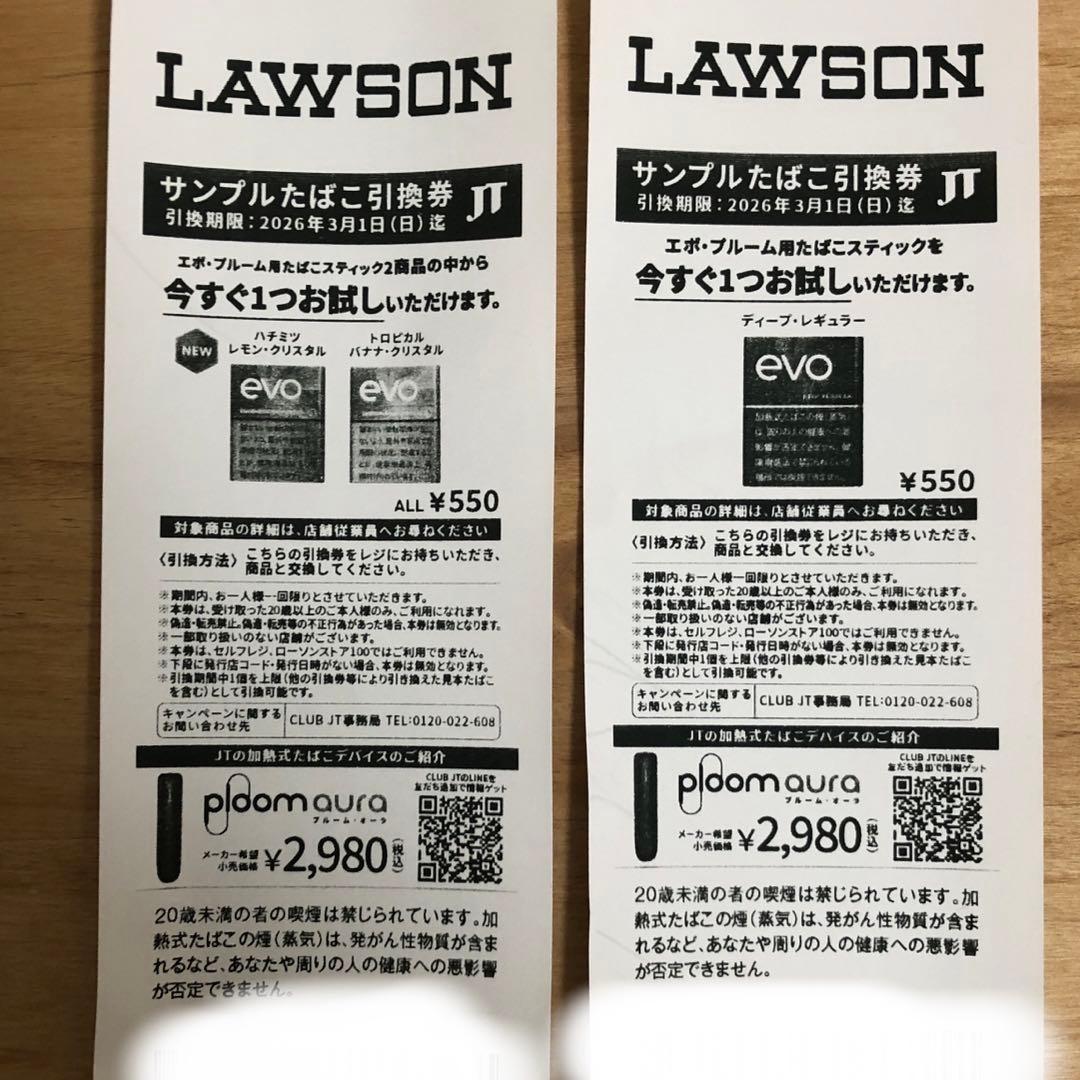 LAWSON
サンプルたばこ引換券
JT
引換期限:2026年3月1日(日)迄
エボ・プルーム用たばこスティック2商品の中から
今すぐ1つお試しいただけます。
NEW
ハチミツ
レモン・クリスタル
トロピカル
バナナ・クリスタル
evo
evo
ALL ¥550
対象商品の詳細は、店舗従業員へお尋ねください
〈引換方法〉こちらの引換券をレジにお持ちいただき、
商品と交換してください。
※期間内、お一人様一回限りとさせていただきます。
※本券は、受け取った20歳以上のご本人様のみ、ご利用になれます。
※偽造・転売禁止。偽造・転売等の不正行為があった場合、本券は無効となります。
※一部取り扱いのない店舗がございます。
※本券は、セルフレジ、ローソンストア100ではご利用できません。
※下段に発行店コード・発行日時がない場合、本券は無効となります。
※引換期間中1個を上限(他の引換券等により引き換えた見本たばこ
を含む)として引換可能です。
キャンペーンに関する
お問い合わせ先
CLUB JT事務局 TEL:0120-022-608
JTの加熱式たばこデバイスのご紹介
ploom aura
プルーム・オーラ
メーカー希望
小売価格
¥2,980(税込)
CLUB JTのLINEを
友だち追加で情報ゲット
20歳未満の者の喫煙は禁じられています。加
熱式たばこの煙(蒸気)は、発がん性物質が含ま
れるなど、あなたや周りの人の健康への悪影響
が否定できません。
LAWSON
サンプルたばこ引換券
JT
引換期限:2026年3月1日(日)迄
エボ・プルーム用たばこスティックを
今すぐ1つお試しいただけます。
ディープ・レギュラー
evo
¥550
対象商品の詳細は、店舗従業員へお尋ねください
〈引換方法〉こちらの引換券をレジにお持ちいただき、
商品と交換してください。
※期間内、お一人様一回限りとさせていただきます。
※本券は、受け取った20歳以上のご本人様のみ、ご利用になれます。
※偽造・転売禁止。偽造・転売等の不正行為があった場合、本券は無効となります。
※一部取り扱いのない店舗がございます。
※本券は、セルフレジ、ローソンストア100ではご利用できません。
※下段に発行店コード・発行日時がない場合、本券は無効となります。
※引換期間中1個を上限(他の引換券等により引き換えた見本たばこ
を含む)として引換可能です。
キャンペーンに関する
お問い合わせ先
CLUB JT事務局 TEL:0120-022-608
JTの加熱式たばこデバイスのご紹介
ploom aura
プルーム・オーラ
メーカー希望
小売価格
¥2,980(税込)
CLUB JTのLINEを
友だち追加で情報ゲット
20歳未満の者の喫煙は禁じられています。加
熱式たばこの煙(蒸気)は、発がん性物質が含ま
れるなど、あなたや周りの人の健康への悪影響
が否定できません。